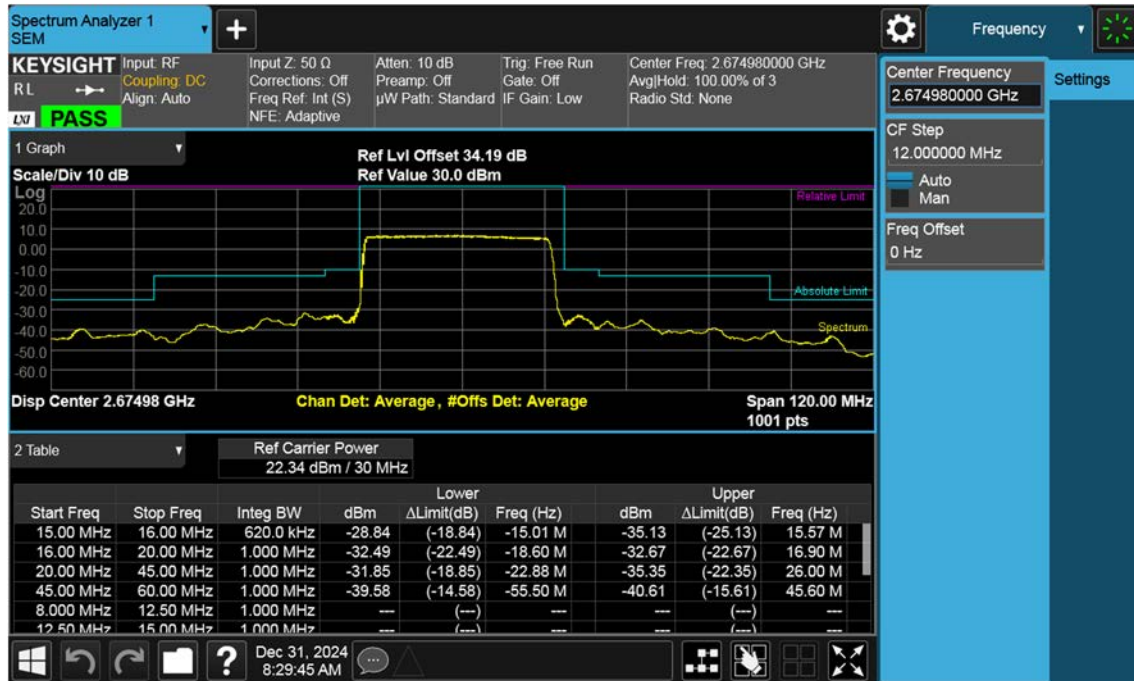 Spectrum Analyzer 1
SEM
Frequency
KEYSIGHT
R L
LXI
PASS
Input: RF
Coupling: DC
Align: Auto
Input Z: 50 Ω
Corrections: Off
Freq Ref: Int (S)
NFE: Adaptive
Atten: 10 dB
Preamp: Off
µW Path: Standard
Trig: Free Run
Gate: Off
IF Gain: Low
Center Freq: 2.674980000 GHz
Avg|Hold: 100.00% of 3
Radio Std: None
Center Frequency
2.674980000 GHz
Settings
CF Step
12.000000 MHz
Auto
Man
Freq Offset
0 Hz
1 Graph
Scale/Div 10 dB
Ref Lvl Offset 34.19 dB
Ref Value 30.0 dBm
Log
20.0
10.0
0.00
-10.0
-20.0
-30.0
-40.0
-50.0
-60.0
Relative Limit
Absolute Limit
Spectrum
Disp Center 2.67498 GHz
Chan Det: Average, #Offs Det: Average
Span 120.00 MHz
1001 pts
2 Table
Ref Carrier Power
22.34 dBm / 30 MHz
Lower Upper
Start Freq Stop Freq Integ BW dBm ΔLimit(dB) Freq (Hz) dBm ΔLimit(dB) Freq (Hz)
15.00 MHz 16.00 MHz 620.0 kHz -28.84 (-18.84) -15.01 M -35.13 (-25.13) 15.57 M
16.00 MHz 20.00 MHz 1.000 MHz -32.49 (-22.49) -18.60 M -32.67 (-22.67) 16.90 M
20.00 MHz 45.00 MHz 1.000 MHz -31.85 (-18.85) -22.88 M -35.35 (-22.35) 26.00 M
45.00 MHz 60.00 MHz 1.000 MHz -39.58 (-14.58) -55.50 M -40.61 (-15.61) 45.60 M
8.000 MHz 12.50 MHz 1.000 MHz --- (---) --- --- (---) ---
12.50 MHz 15.00 MHz 1.000 MHz --- (---) --- --- (---) ---
Dec 31, 2024
8:29:45 AM